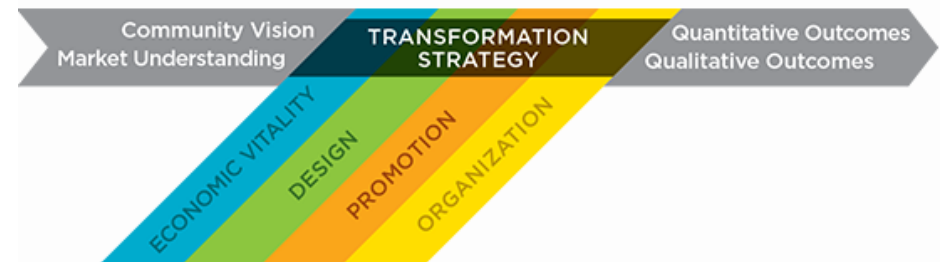 Community Vision
Market Understanding
TRANSFORMATION
STRATEGY
Quantitative Outcomes
Qualitative Outcomes
ECONOMIC VITALITY
DESIGN
PROMOTION
ORGANIZATION